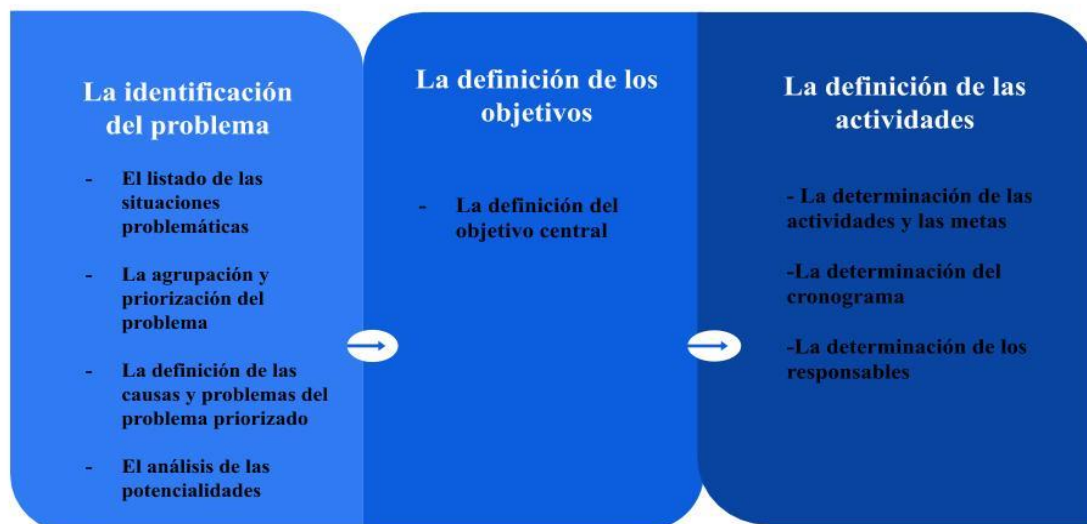 La identificación
del problema
- El listado de las
situaciones
problemáticas
- La agrupación y
priorización del
problema
- La definición de las
causas y problemas del
problema priorizado
- El análisis de las
potencialidades
La definición de los
objetivos
- La definición del
objetivo central
La definición de las
actividades
- La determinación de las
actividades y las metas
-La determinación del
cronograma
-La determinación de los
responsables